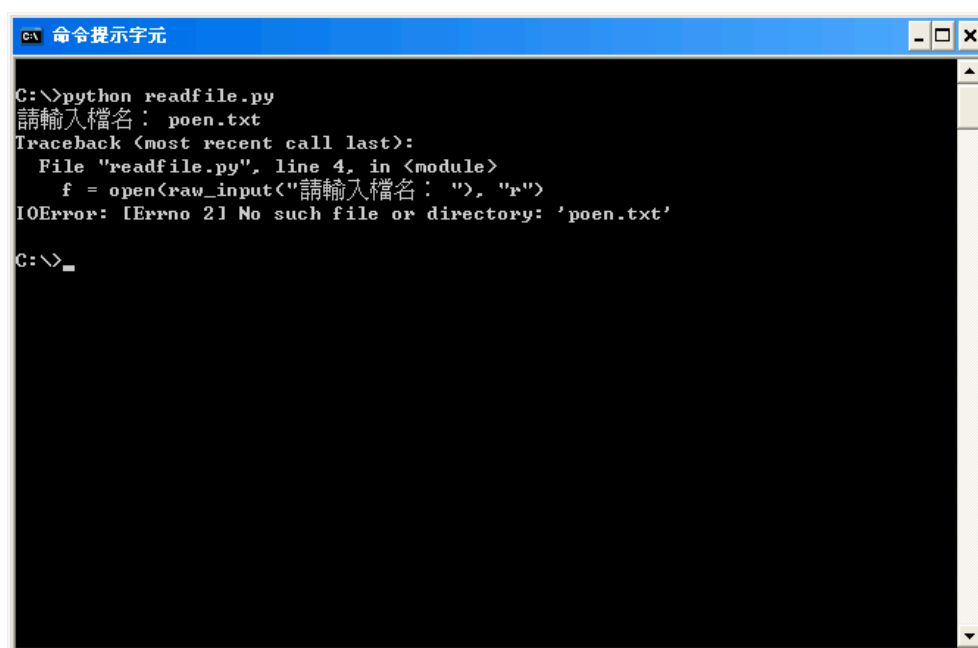 命令提示字元
C:\>python readfile.py
請輸入檔名： poen.txt
Traceback (most recent call last):
  File "readfile.py", line 4, in <module>
    f = open(raw_input("請輸入檔名： "), "r")
IOError: [Errno 2] No such file or directory: 'poen.txt'
C:\>_